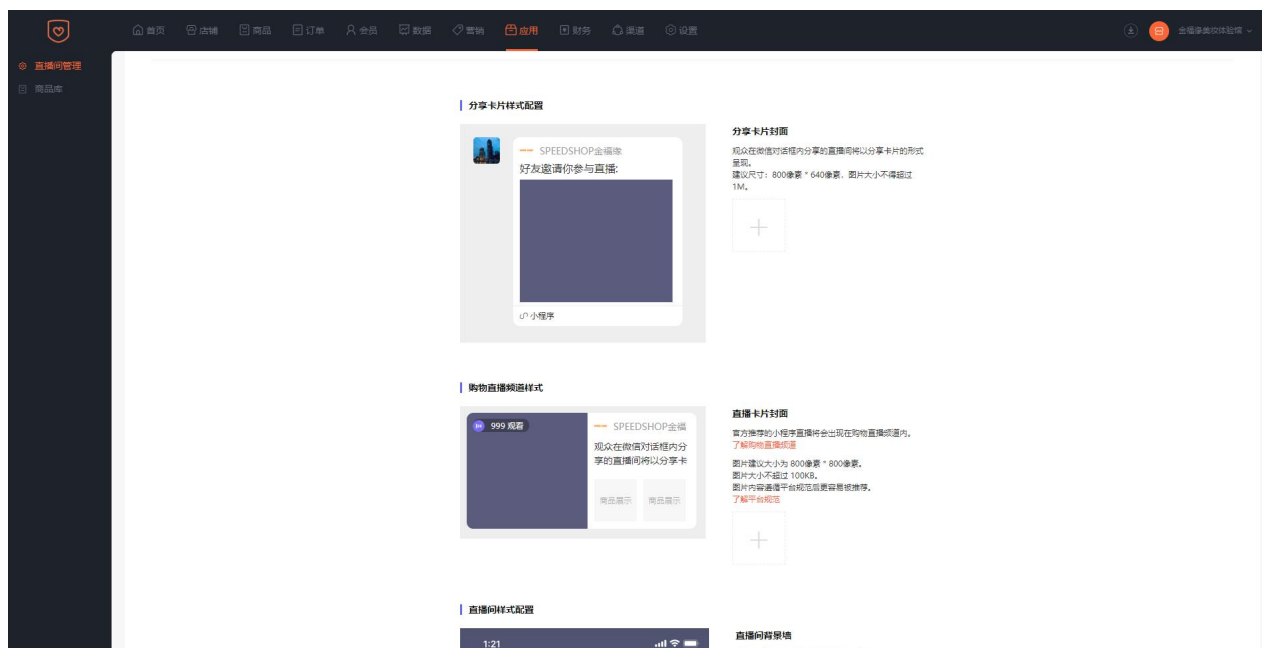 首页 店铺 商品 订单 会员 数据 营销 应用 财务 渠道 设置
金福缘美妆体验馆
直播间管理
商品库
分享卡片样式配置
SPEEDSHOP金福缘
好友邀请你参与直播:
小程序
分享卡片封面
观众在微信对话框内分享的直播间将以分享卡片的形式
呈现。
建议尺寸：800像素 * 640像素，图片大小不得超过
1M。
购物直播频道样式
999 观看
SPEEDSHOP金福
观众在微信对话框内分
享的直播间将以分享卡
商品展示 商品展示
直播卡片封面
官方推荐的小程序直播将会出现在购物直播频道内。
了解购物直播频道
图片建议大小为 800像素 * 800像素。
图片大小不超过 100KB。
图片内容遵循平台规范后更容易被推荐。
了解平台规范
直播间样式配置
1:21
直播间背景墙